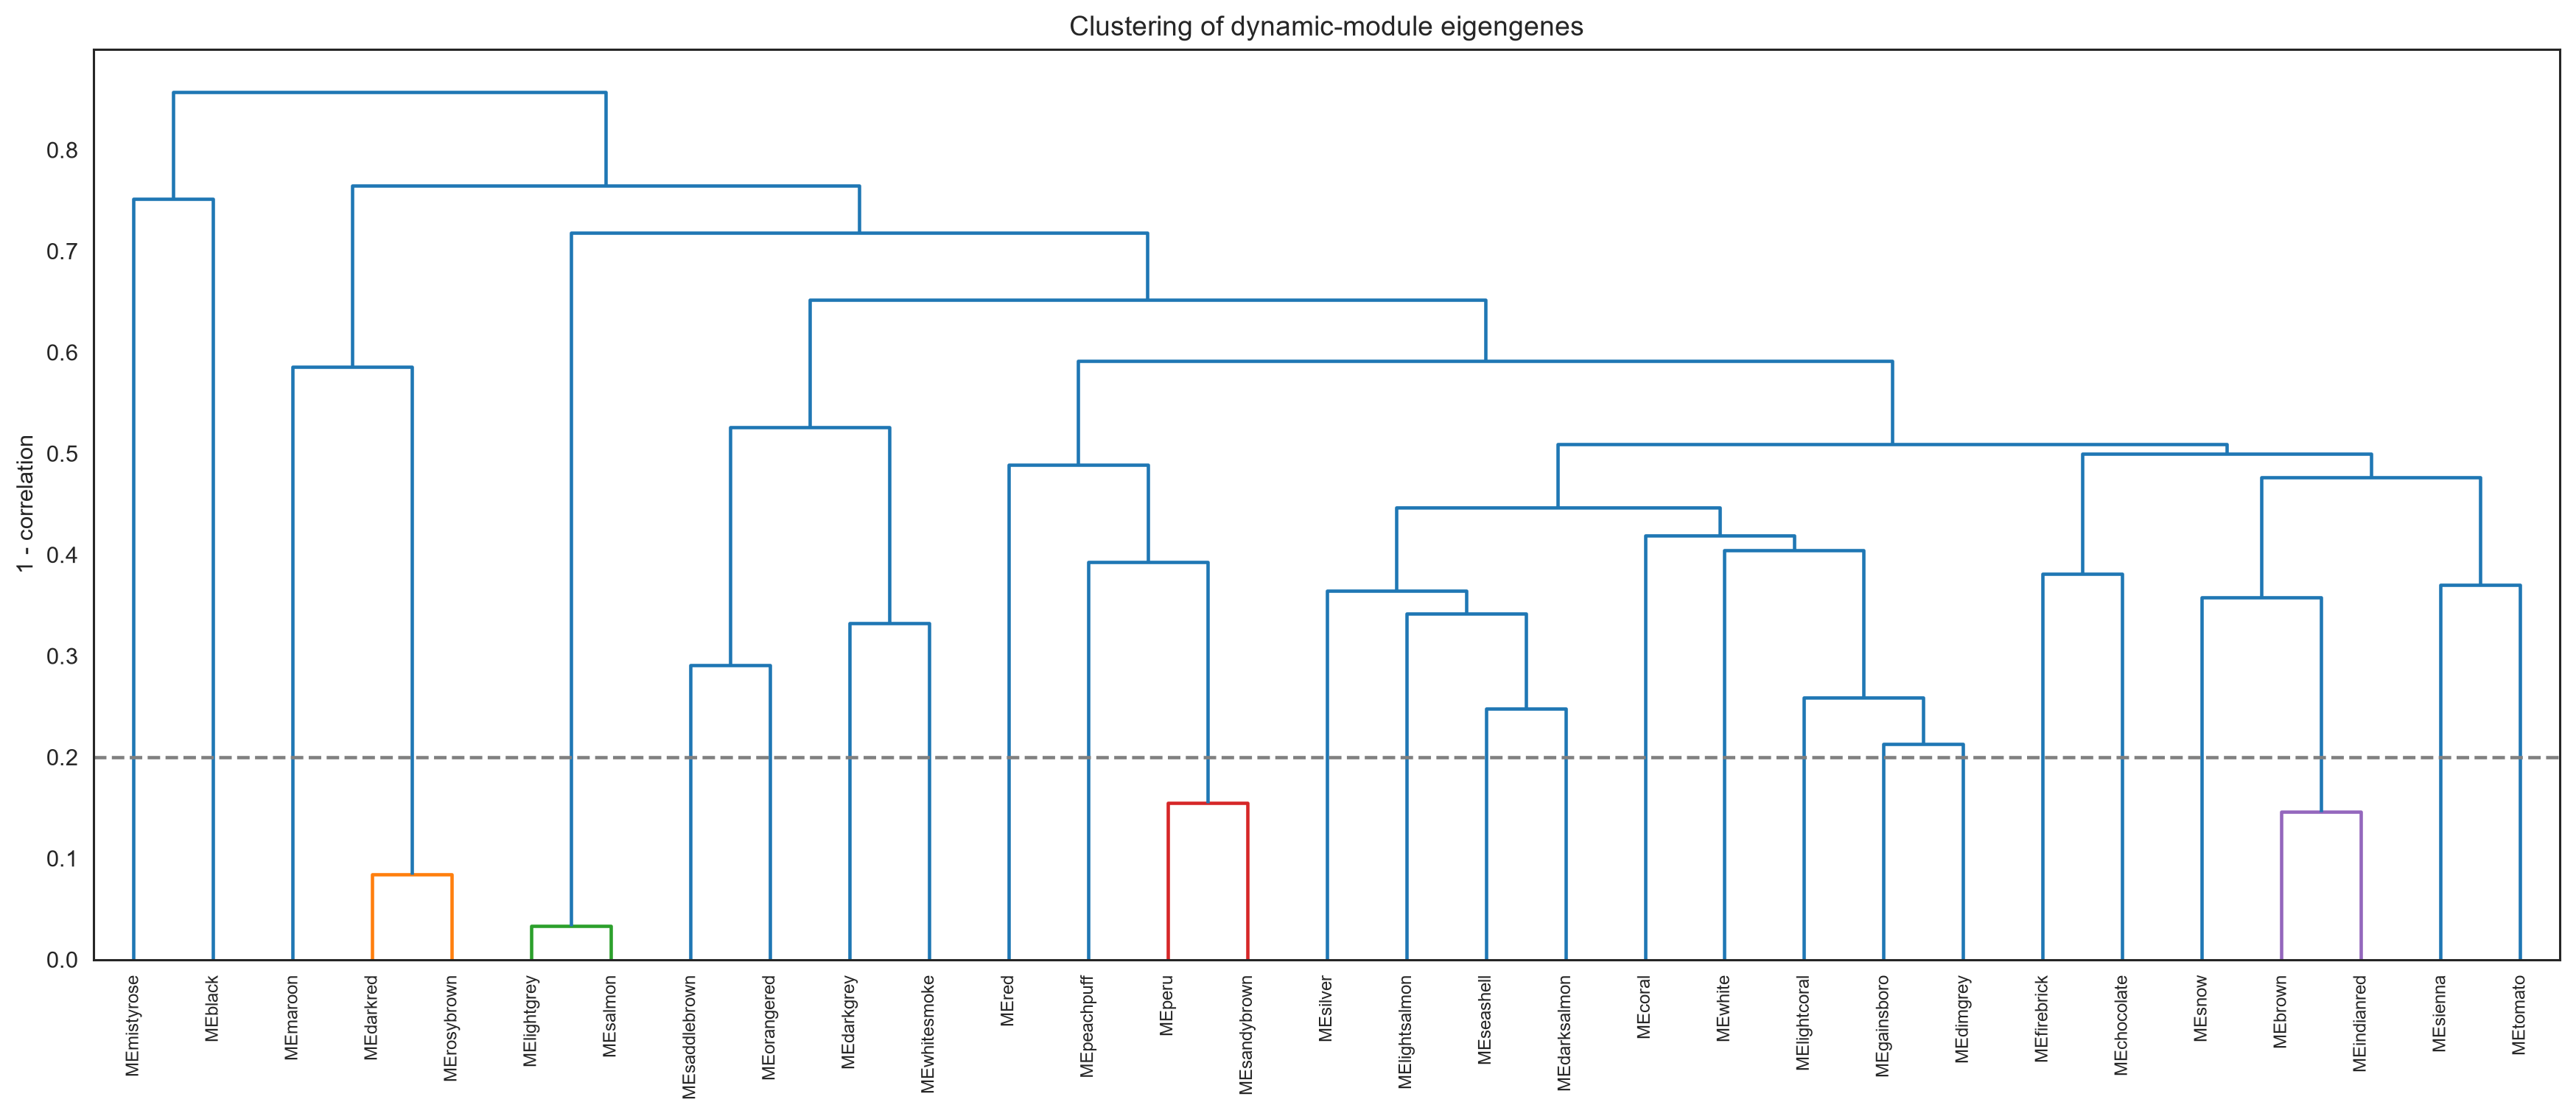 Clustering of dynamic-module eigengenes
1 - correlation
0.8
0.7
0.6
0.5
0.4
0.3
0.2
0.1
0.0
MEmistyrose
MEblack
MEmaroon
MEdarkred
MErosybrown
MElightgrey
MEsalmon
MEsaddlebrown
MEorangered
MEdarkgrey
MEwhitesmoke
MEred
MEpeachpuff
MEperu
MEsandybrown
MEsilver
MElightsalmon
MEseashell
MEdarksalmon
MEcoral
MEwhite
MElightcoral
MEgainsboro
MEdimgrey
MEfirebrick
MEchocolate
MEsnow
MEbrown
MEindianred
MEsienna
MEtomato